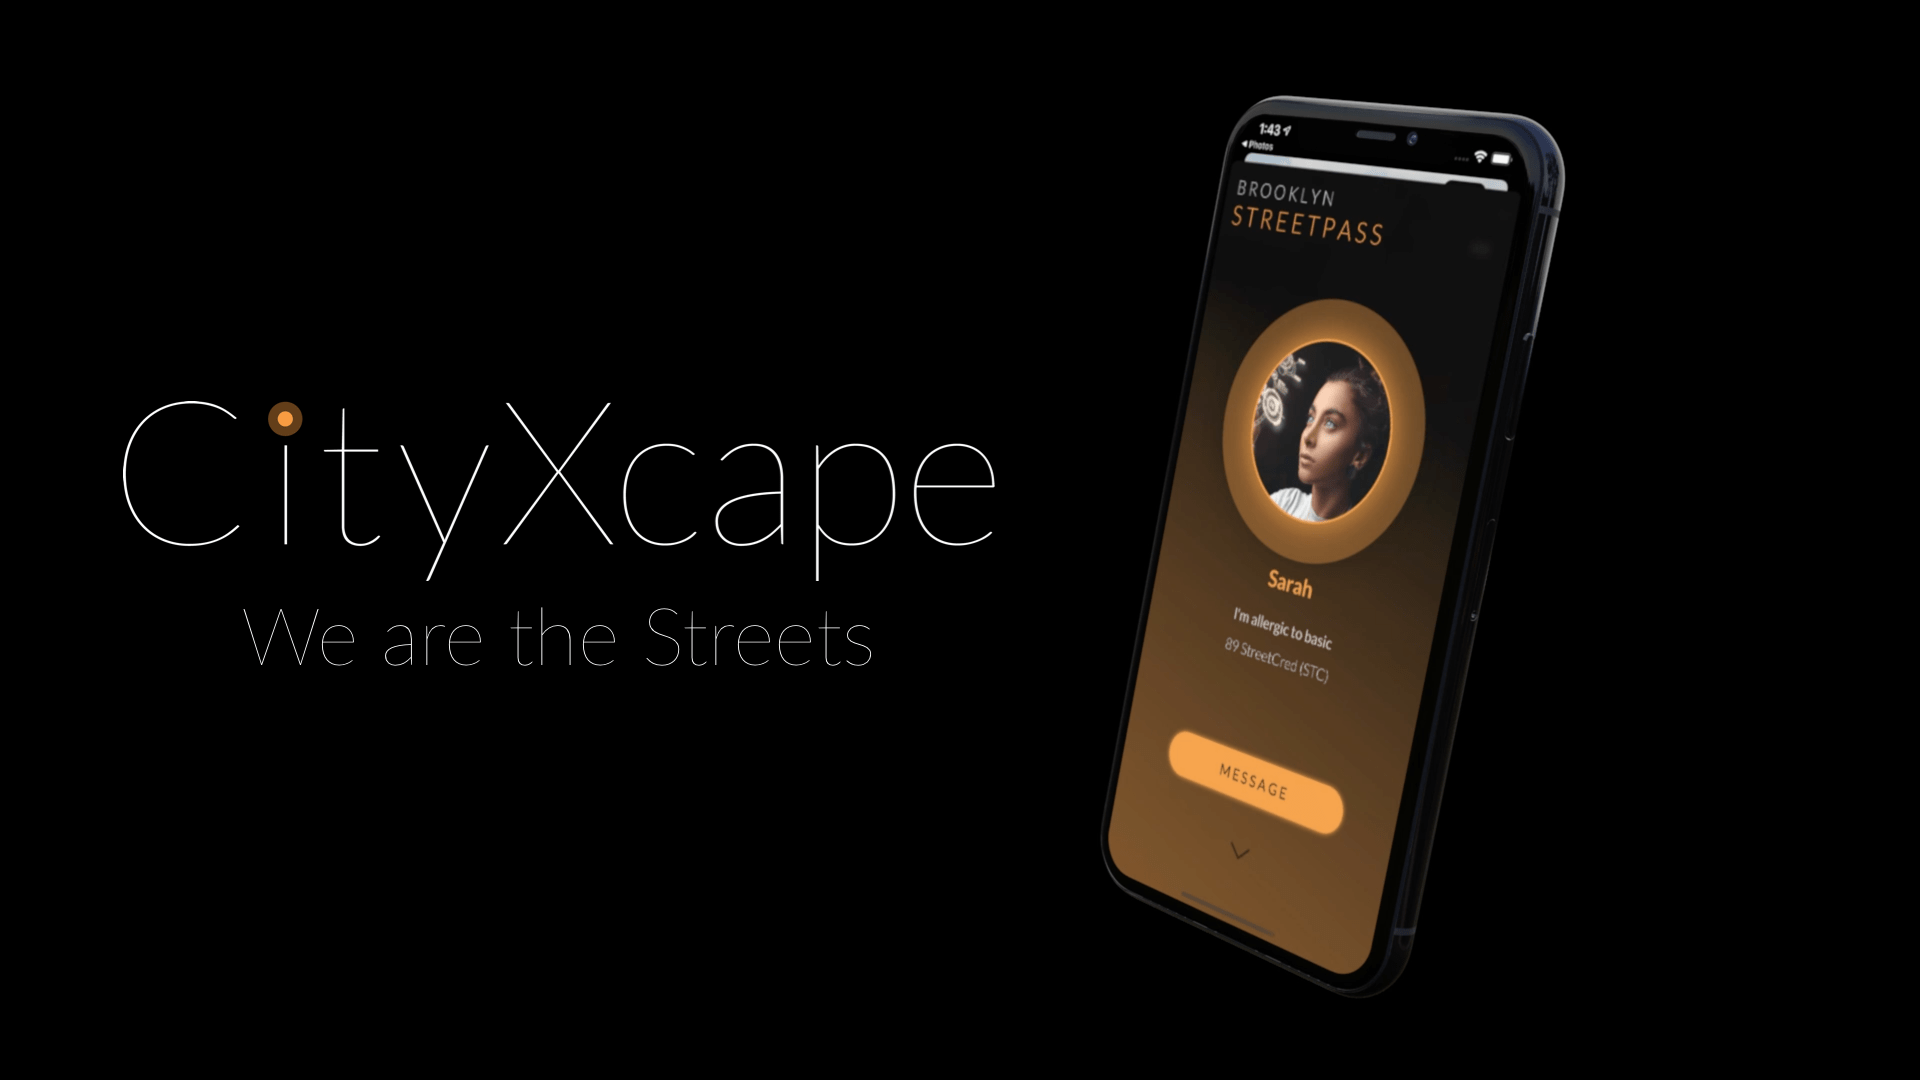 CityXcape
We are the Streets
1:43
Photos
BROOKLYN
STREETPASS
Sarah
I'm allergic to basic
89 StreetCred (STC)
MESSAGE